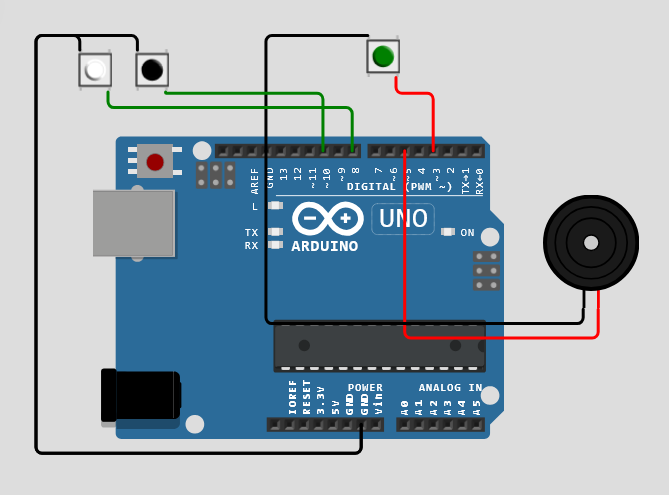 AREF
GND
13
12
~11
~10
~9
8
7
~6
~5
4
~3
2
TX→1
RX←0
DIGITAL (PWM ~)
L
UNO
TX
RX
ON
ARDUINO
IOREF
RESET
3.3V
5V
GND
GND
Vin
POWER
ANALOG IN
A0
A1
A2
A3
A4
A5